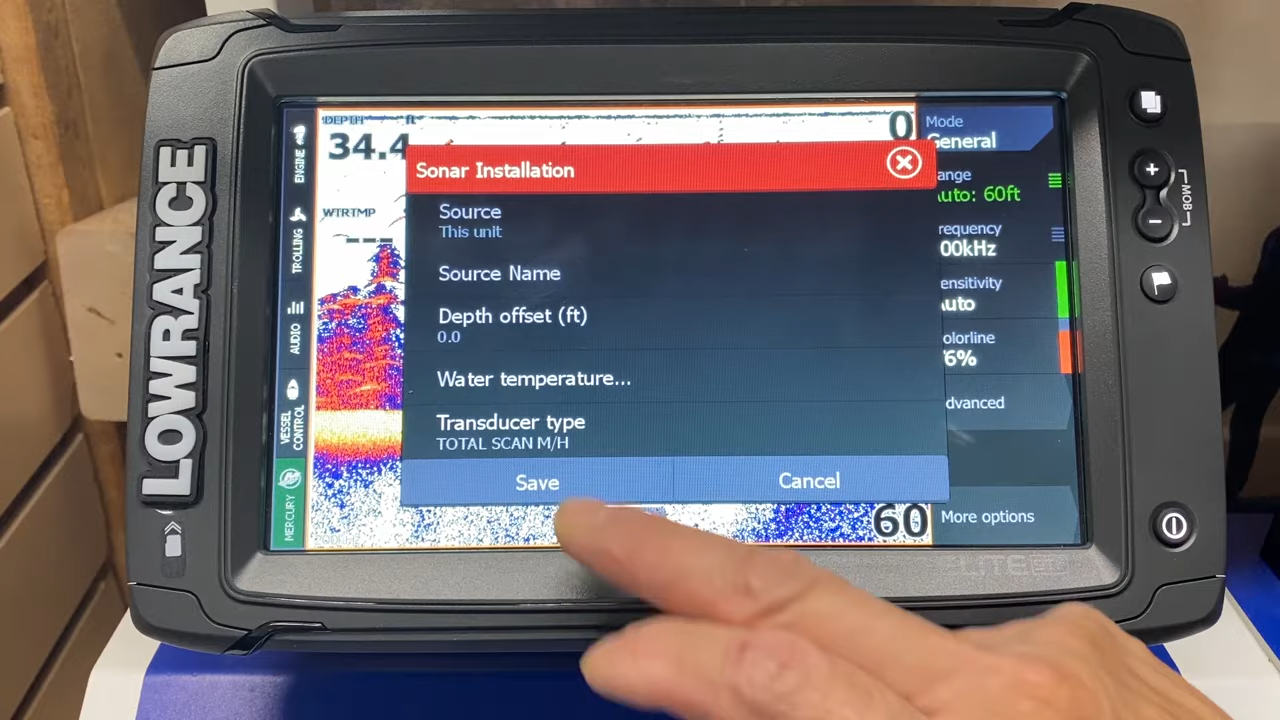 LOWRANCE
ENGINE
TROLLING
AUDIO
VESSEL
CONTROL
MERCURY
DEPTH ft
34.4
WTRTMP
---
0
60
Sonar Installation
Source
This unit
Source Name
Depth offset (ft)
0.0
Water temperature...
Transducer type
TOTAL SCAN M/H
Save
Cancel
Mode
General
ange
uto: 60ft
requency
00kHz
ensitivity
uto
olorline
6%
dvanced
More options
MOB
ELITE